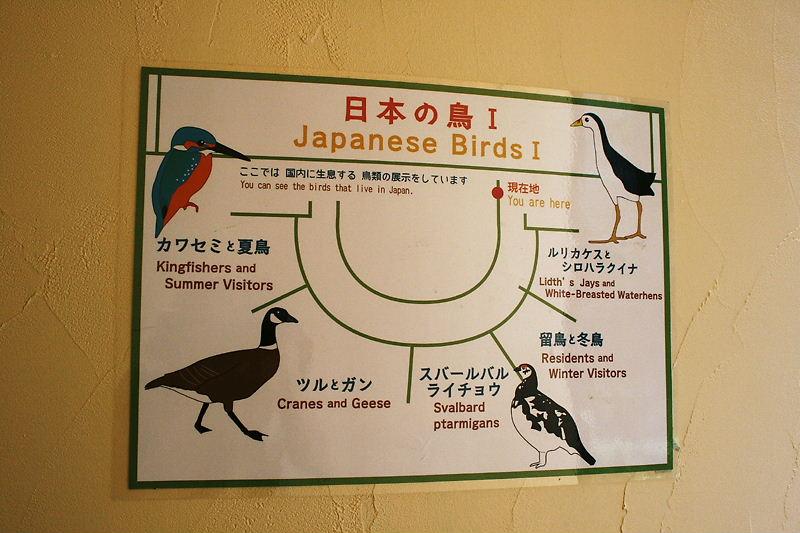 日本の鳥 I
Japanese Birds I
ここでは 国内に生息する 鳥類の展示をしています
You can see the birds that live in Japan.
現在地
You are here
カワセミと夏鳥
Kingfishers and
Summer Visitors
ルリカケスと
シロハラクイナ
Lidth's Jays and
White-Breasted Waterhens
留鳥と冬鳥
Residents and
Winter Visitors
ツルとガン
Cranes and Geese
スバールバル
ライチョウ
Svalbard
ptarmigans